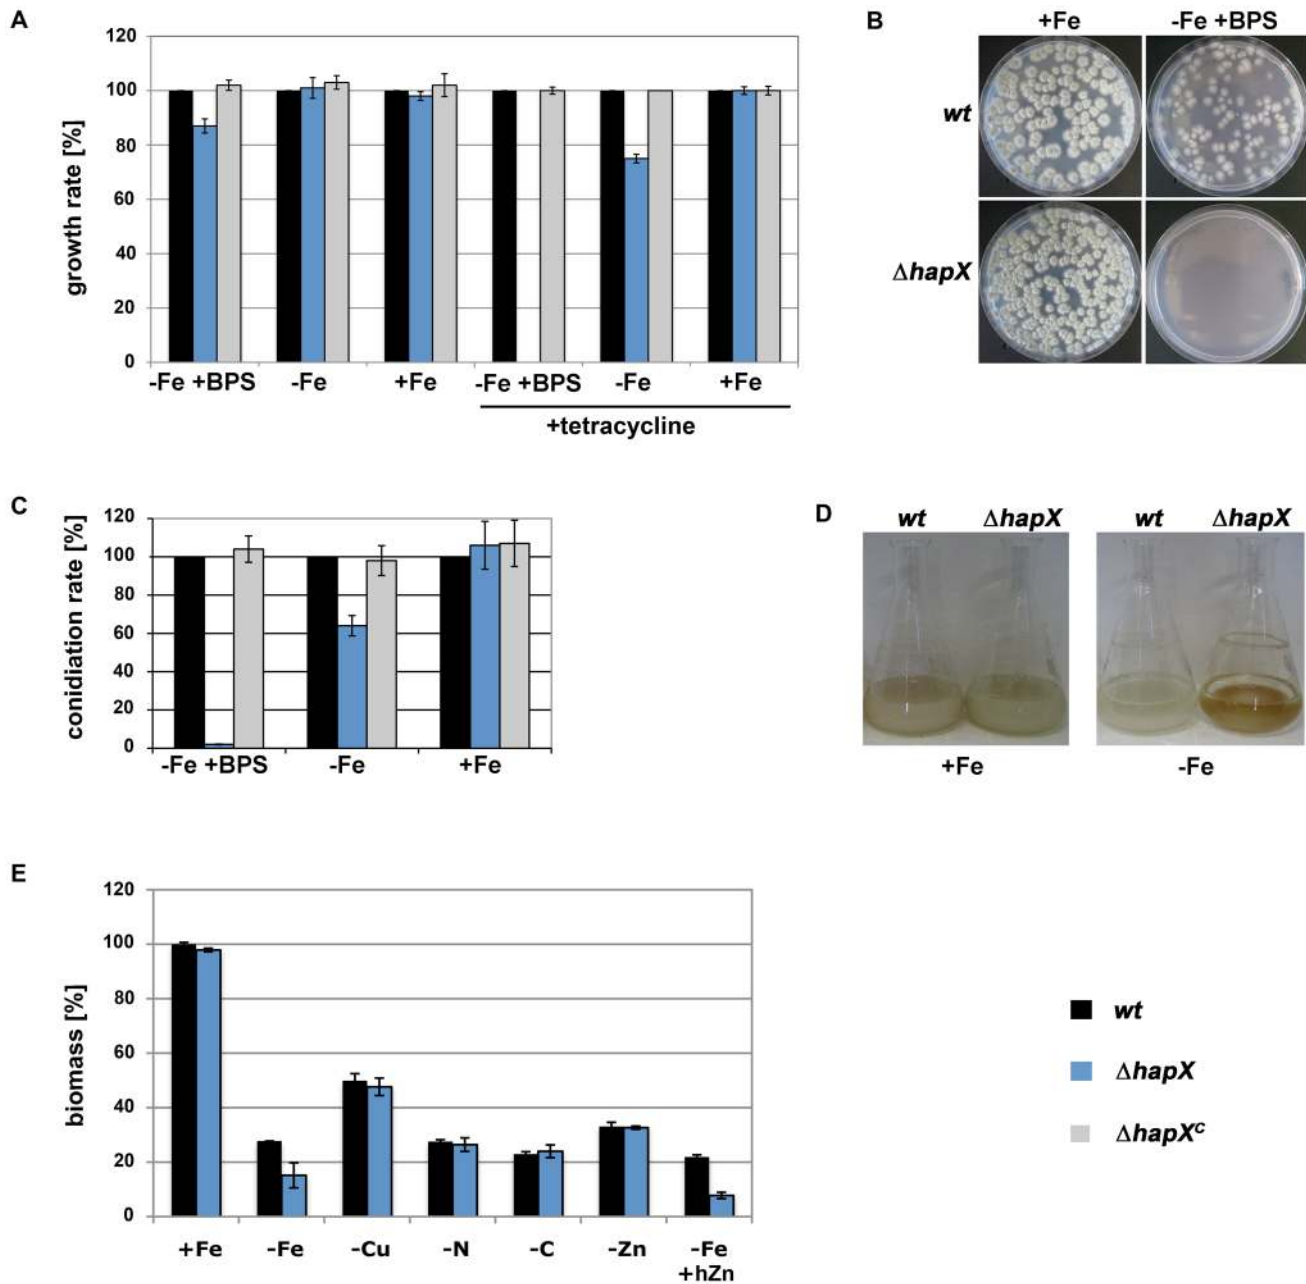 A
120
100
80
60
40
20
0
growth rate [%]
-Fe +BPS -Fe +Fe -Fe +BPS -Fe +Fe
+tetracycline
B
+Fe -Fe +BPS
wt
ΔhapX
C
120
100
80
60
40
20
0
conidiation rate [%]
-Fe +BPS -Fe +Fe
D
wt ΔhapX wt ΔhapX
+Fe -Fe
E
120
100
80
60
40
20
0
biomass [%]
+Fe -Fe -Cu -N -C -Zn -Fe
+hZn
wt
ΔhapX
ΔhapXᶜ